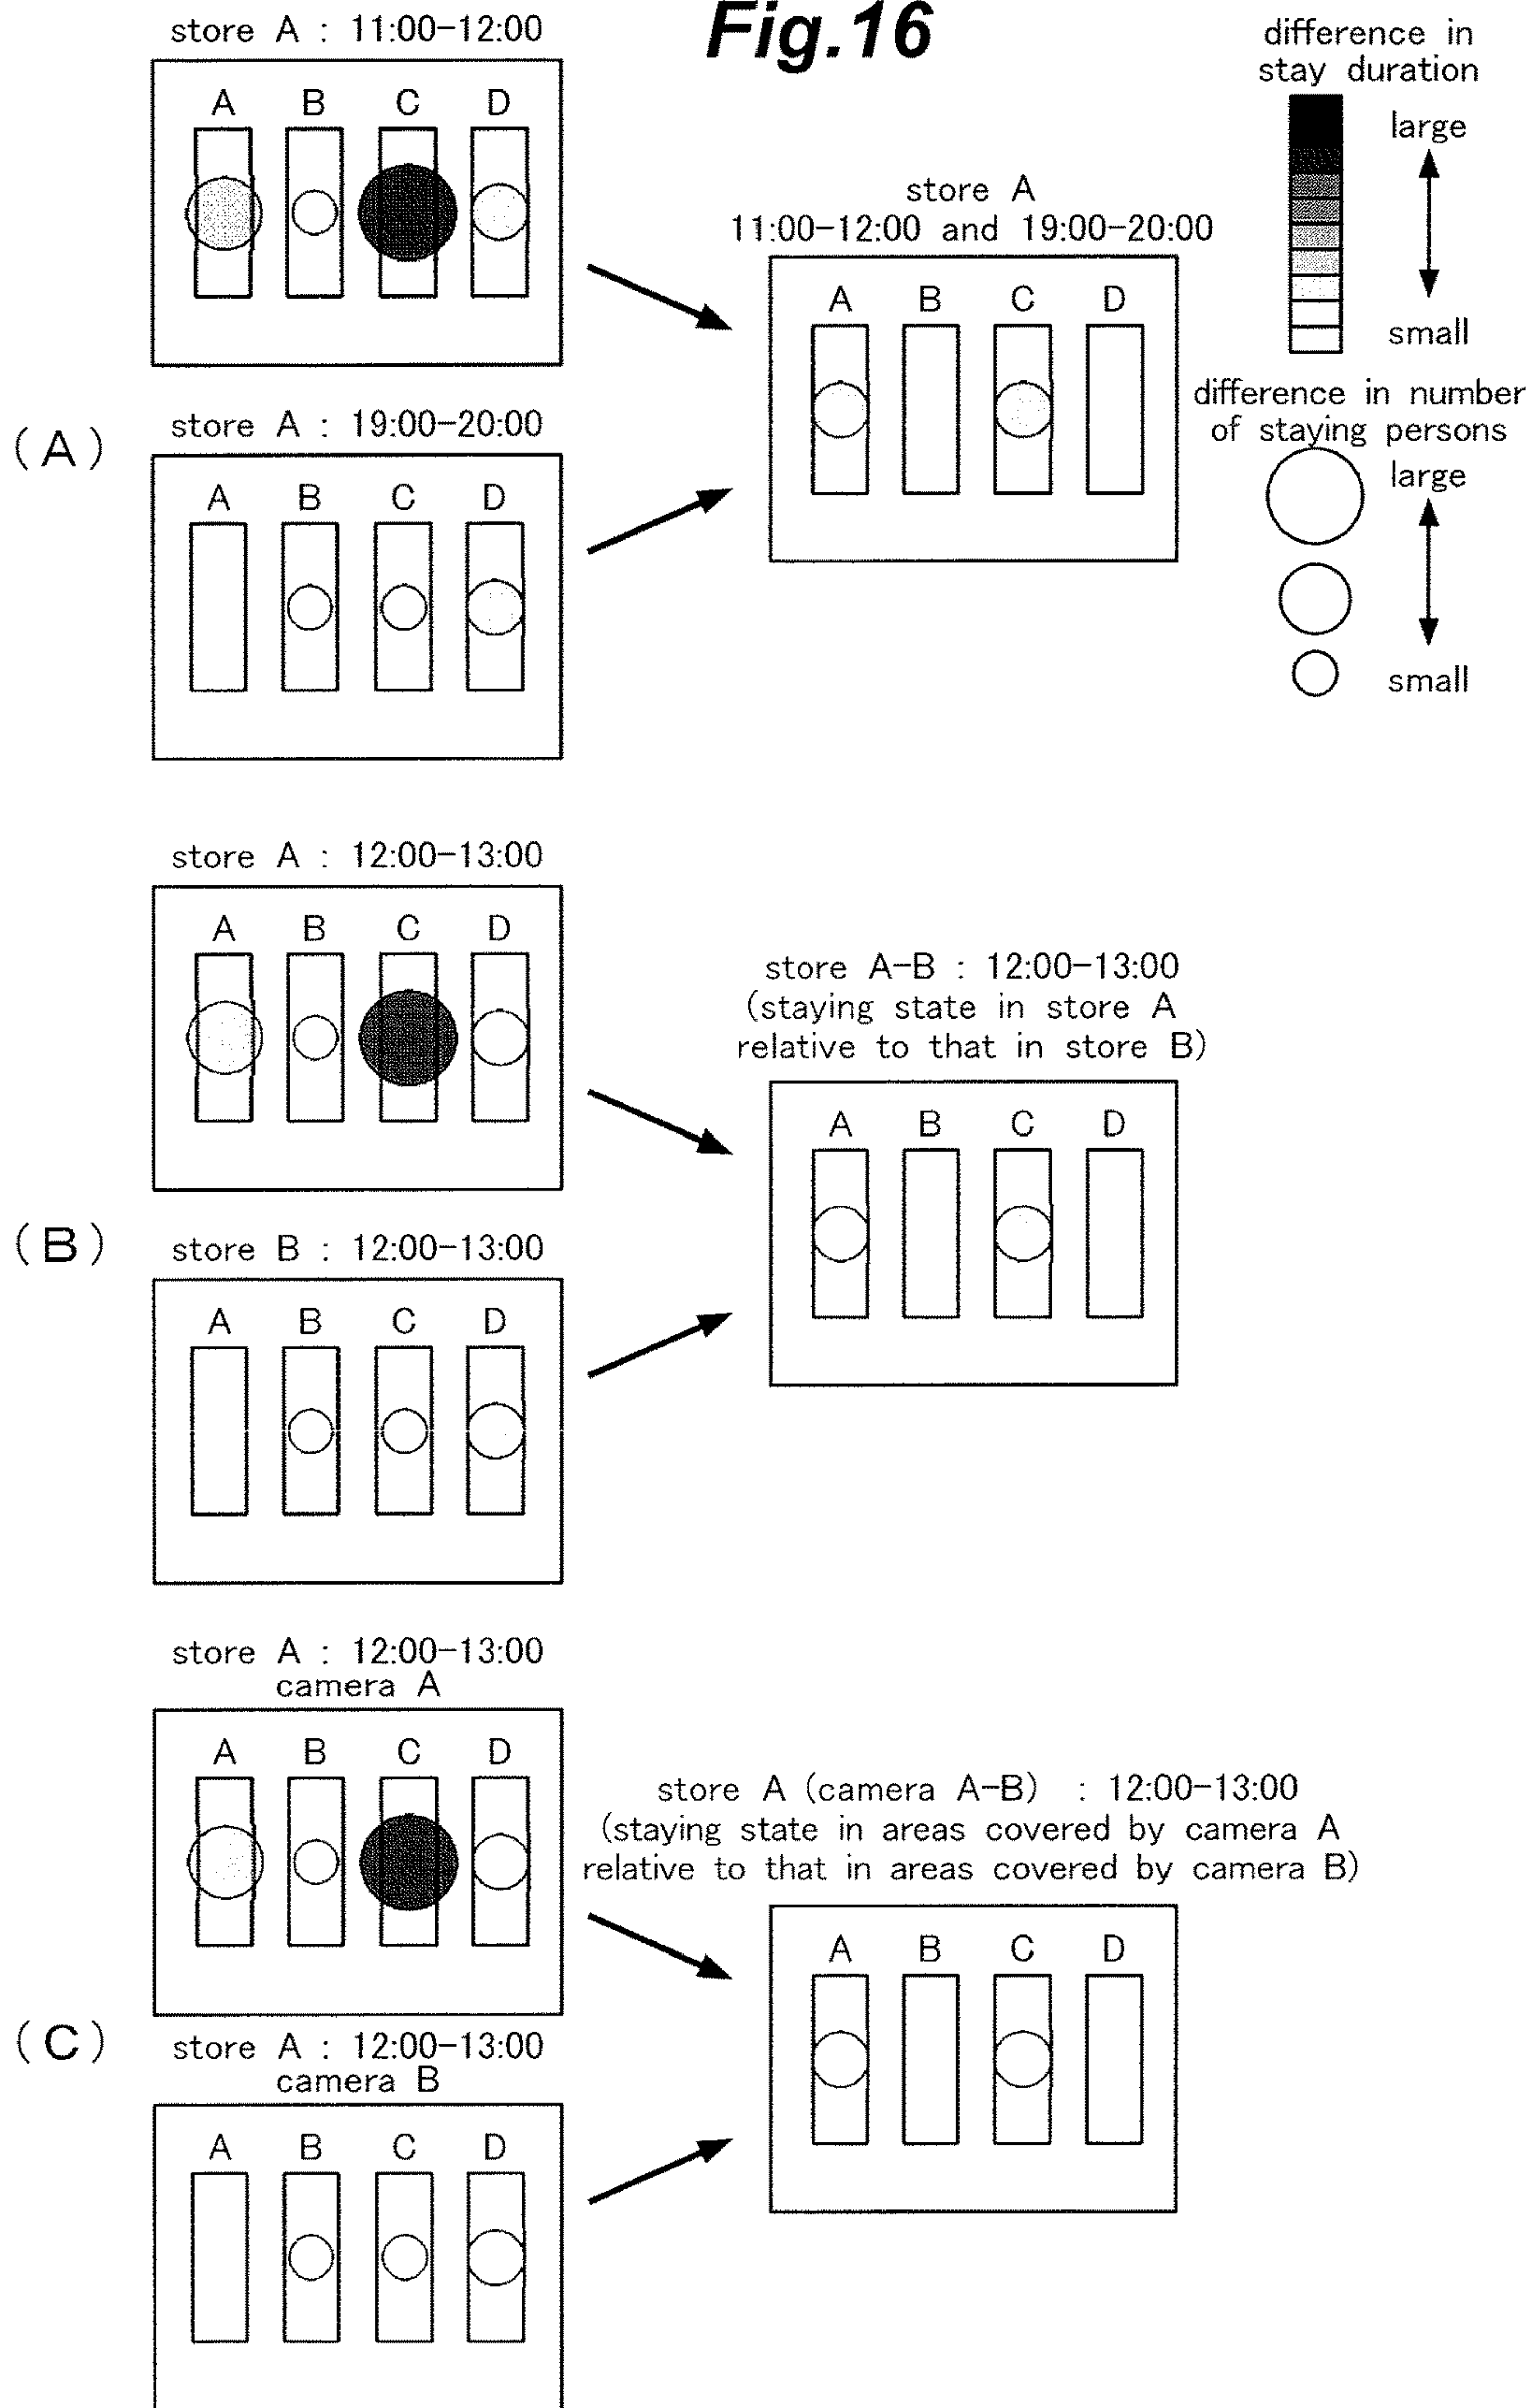 Fig.16
store A : 11:00-12:00
A B C D
store A : 19:00-20:00
A B C D
(A)
store A
11:00-12:00 and 19:00-20:00
A B C D
difference in
stay duration
large
small
difference in number
of staying persons
large
small
store A : 12:00-13:00
A B C D
(B)
store B : 12:00-13:00
A B C D
store A-B : 12:00-13:00
(staying state in store A
relative to that in store B)
A B C D
store A : 12:00-13:00
camera A
A B C D
(C)
store A : 12:00-13:00
camera B
A B C D
store A (camera A-B) : 12:00-13:00
(staying state in areas covered by camera A
relative to that in areas covered by camera B)
A B C D